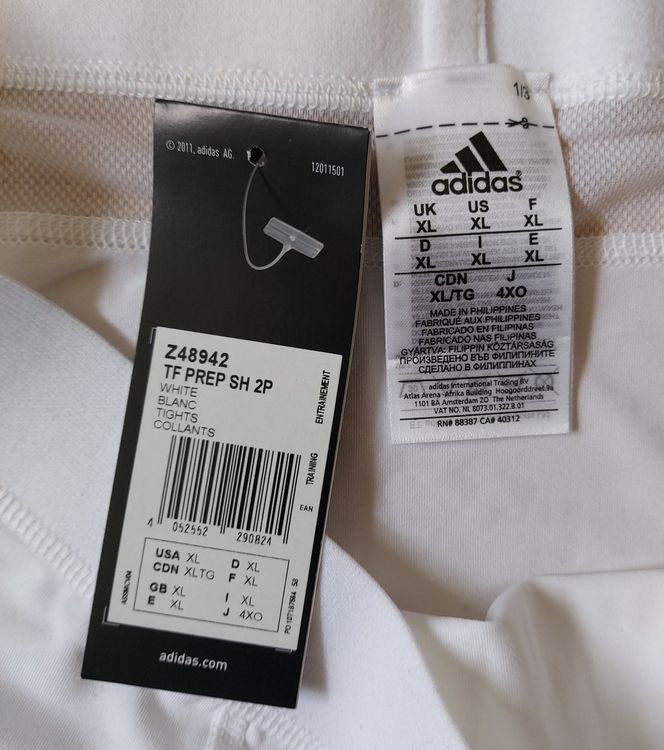 © 2011, adidas AG.
12011501
Z48942
TF PREP SH 2P
WHITE
BLANC
TIGHTS
COLLANTS
ENTRAINEMENT
TRAINING
EAN
4 052552 290824
USA XL D XL
CDN XLTG F XL
GB XL I XL
E XL J 4XO
adidas.com
1/3
adidas
UK US F
XL XL XL
D I E
XL XL XL
CDN J
XL/TG 4XO
MADE IN PHILIPPINES
FABRIQUÉ AUX PHILIPPINES
FABRICADO EN FILIPINAS
FABRICADO NAS FILIPINAS
GYÁRTVA: FILIPPIN KÖZTÁRSASÁG
ПРОИЗВЕДЕНО ВЪВ ФИЛИПИНИТЕ
СДЕЛАНО В ФИЛИППИНАХ
adidas International Trading BV
Atlas Arena -Afrika Building Hoogoorddreef 9a
1101 BA Amsterdam ZO The Netherlands
VAT NO. NL 8073.01.322.B.01
RN# 88387 CA# 40312